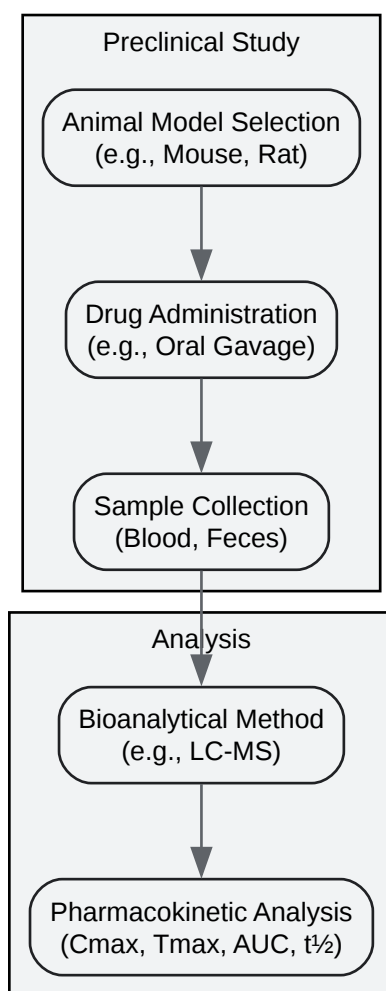 Preclinical Study
Animal Model Selection
(e.g., Mouse, Rat)
Drug Administration
(e.g., Oral Gavage)
Sample Collection
(Blood, Feces)
Analysis
Bioanalytical Method
(e.g., LC-MS)
Pharmacokinetic Analysis
(Cmax, Tmax, AUC, t½)